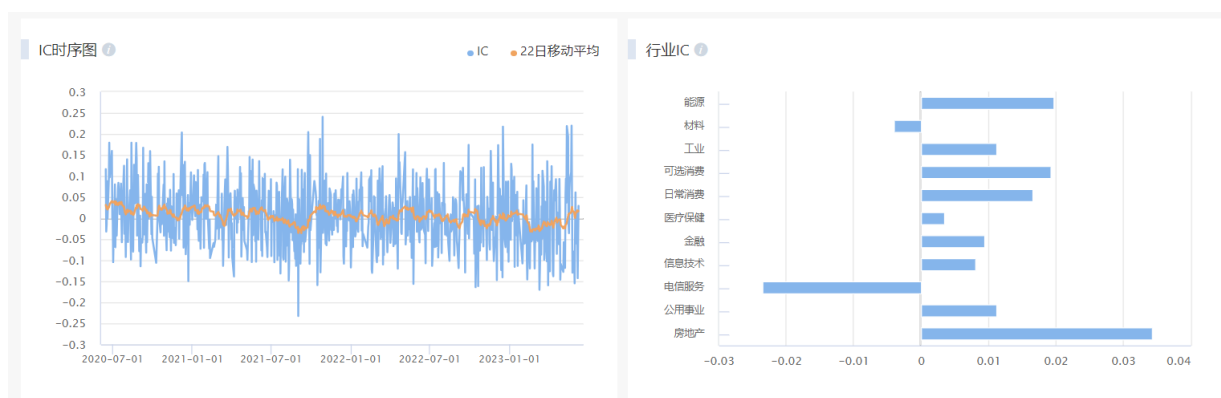 IC时序图
IC
22日移动平均
0.3
0.25
0.2
0.15
0.1
0.05
0
-0.05
-0.1
-0.15
-0.2
-0.25
-0.3
2020-07-01
2021-01-01
2021-07-01
2022-01-01
2022-07-01
2023-01-01
行业IC
能源
材料
工业
可选消费
日常消费
医疗保健
金融
信息技术
电信服务
公用事业
房地产
-0.03
-0.02
-0.01
0
0.01
0.02
0.03
0.04